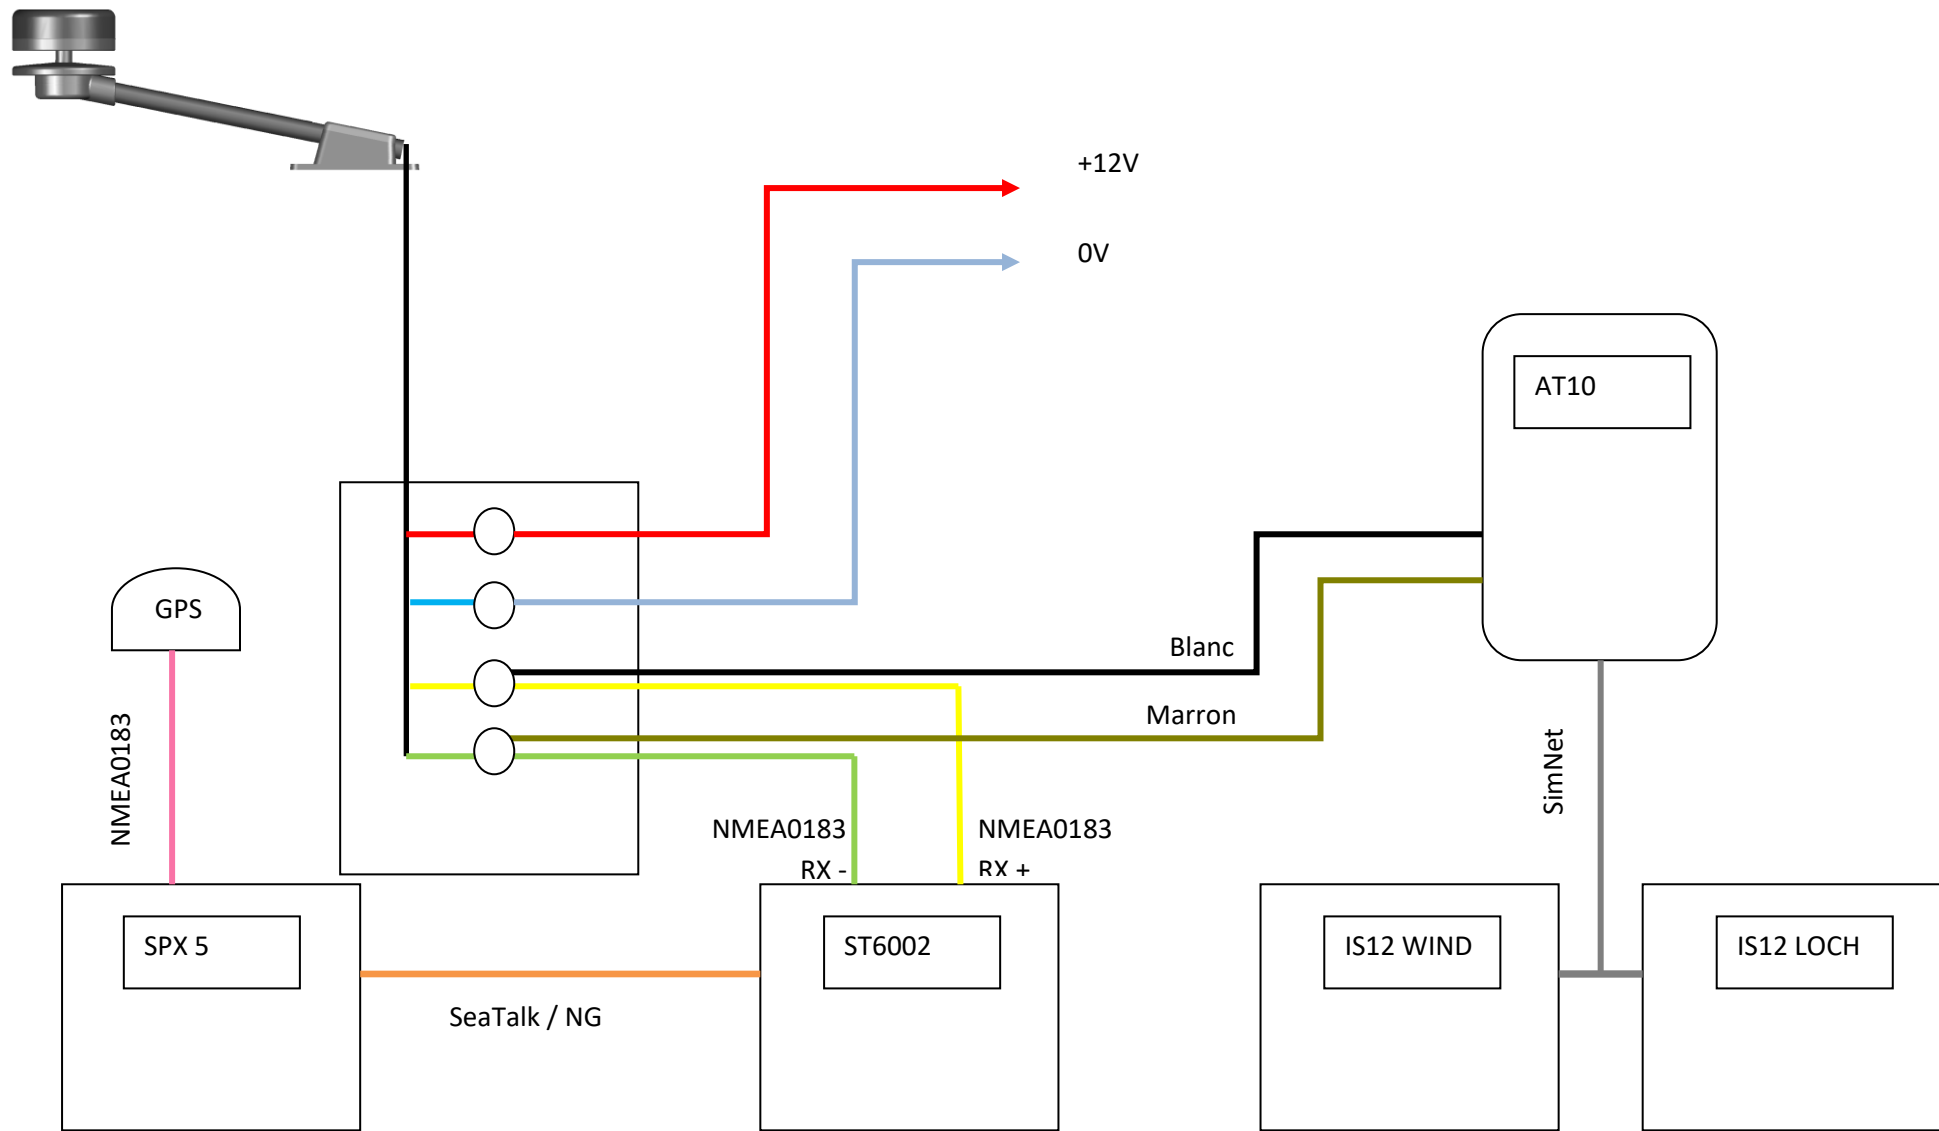 +12V
0V
AT10
GPS
Blanc
Marron
NMEA0183
SimNet
NMEA0183
RX -
NMEA0183
RX +
SPX 5
ST6002
IS12 WIND
IS12 LOCH
SeaTalk / NG